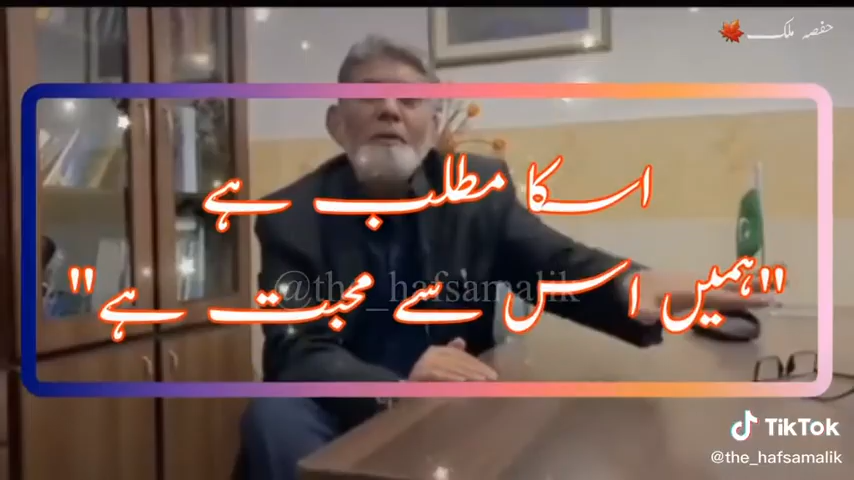 حفصہ ملک
اسکا مطلب ہے
"ہمیں اس سے محبت ہے"
@the_hafsamalik
TikTok
@the_hafsamalik